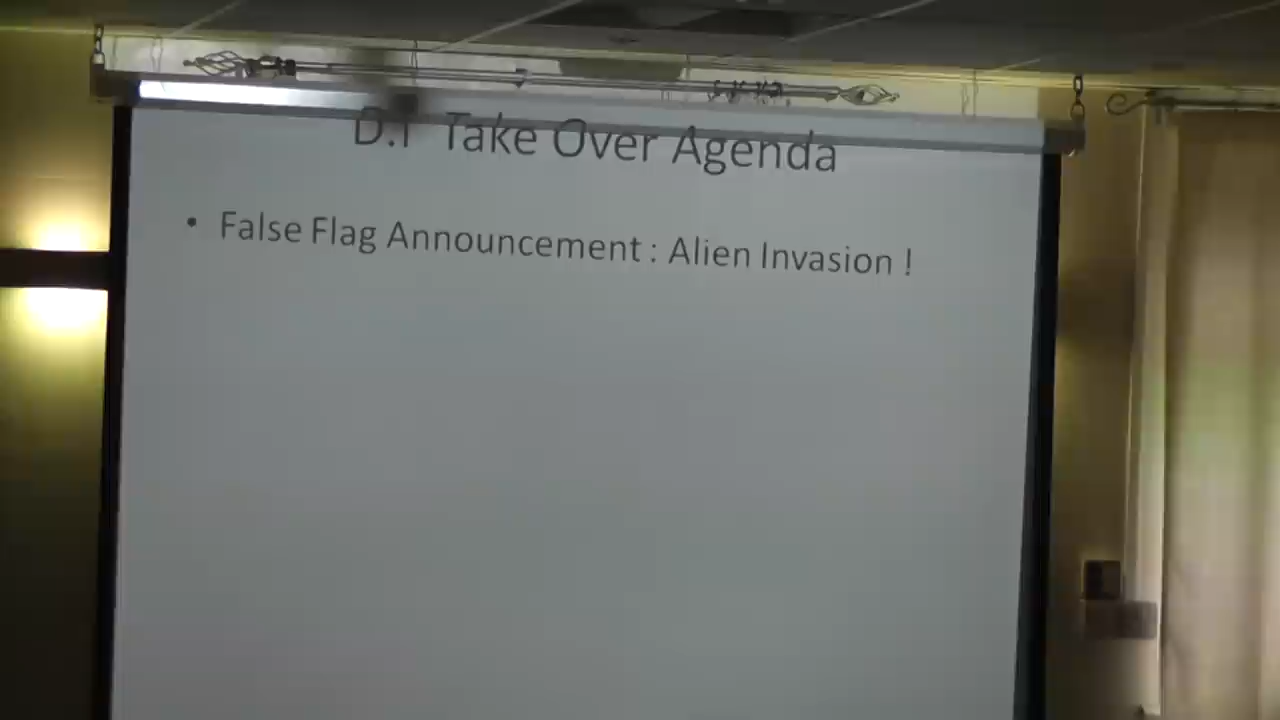 D.I Take Over Agenda
• False Flag Announcement : Alien Invasion !